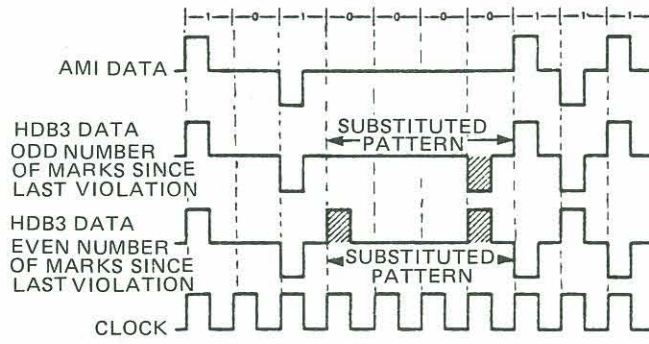 1 0 1 0 0 0 0 1 1 1
AMI DATA
HDB3 DATA
ODD NUMBER
OF MARKS SINCE
LAST VIOLATION
SUBSTITUTED
PATTERN
HDB3 DATA
EVEN NUMBER
OF MARKS SINCE
LAST VIOLATION
SUBSTITUTED
PATTERN
CLOCK